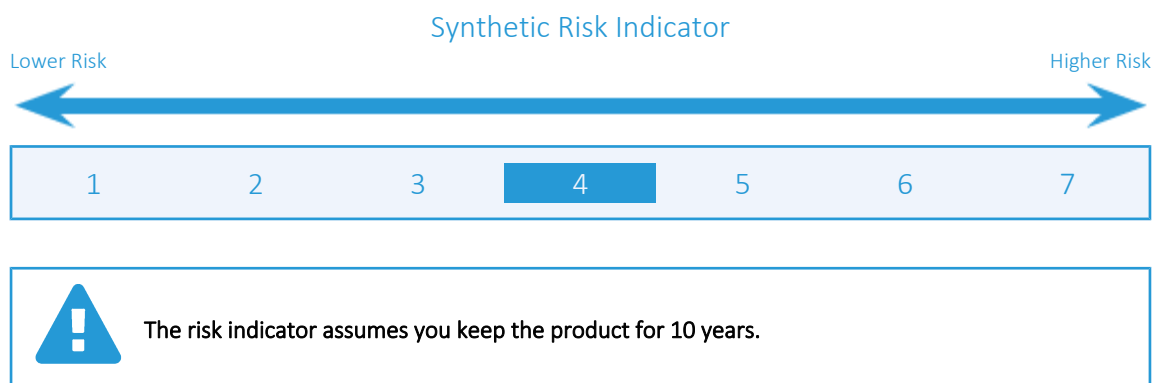 Synthetic Risk Indicator
Lower Risk Higher Risk
1 2 3 4 5 6 7
The risk indicator assumes you keep the product for 10 years.